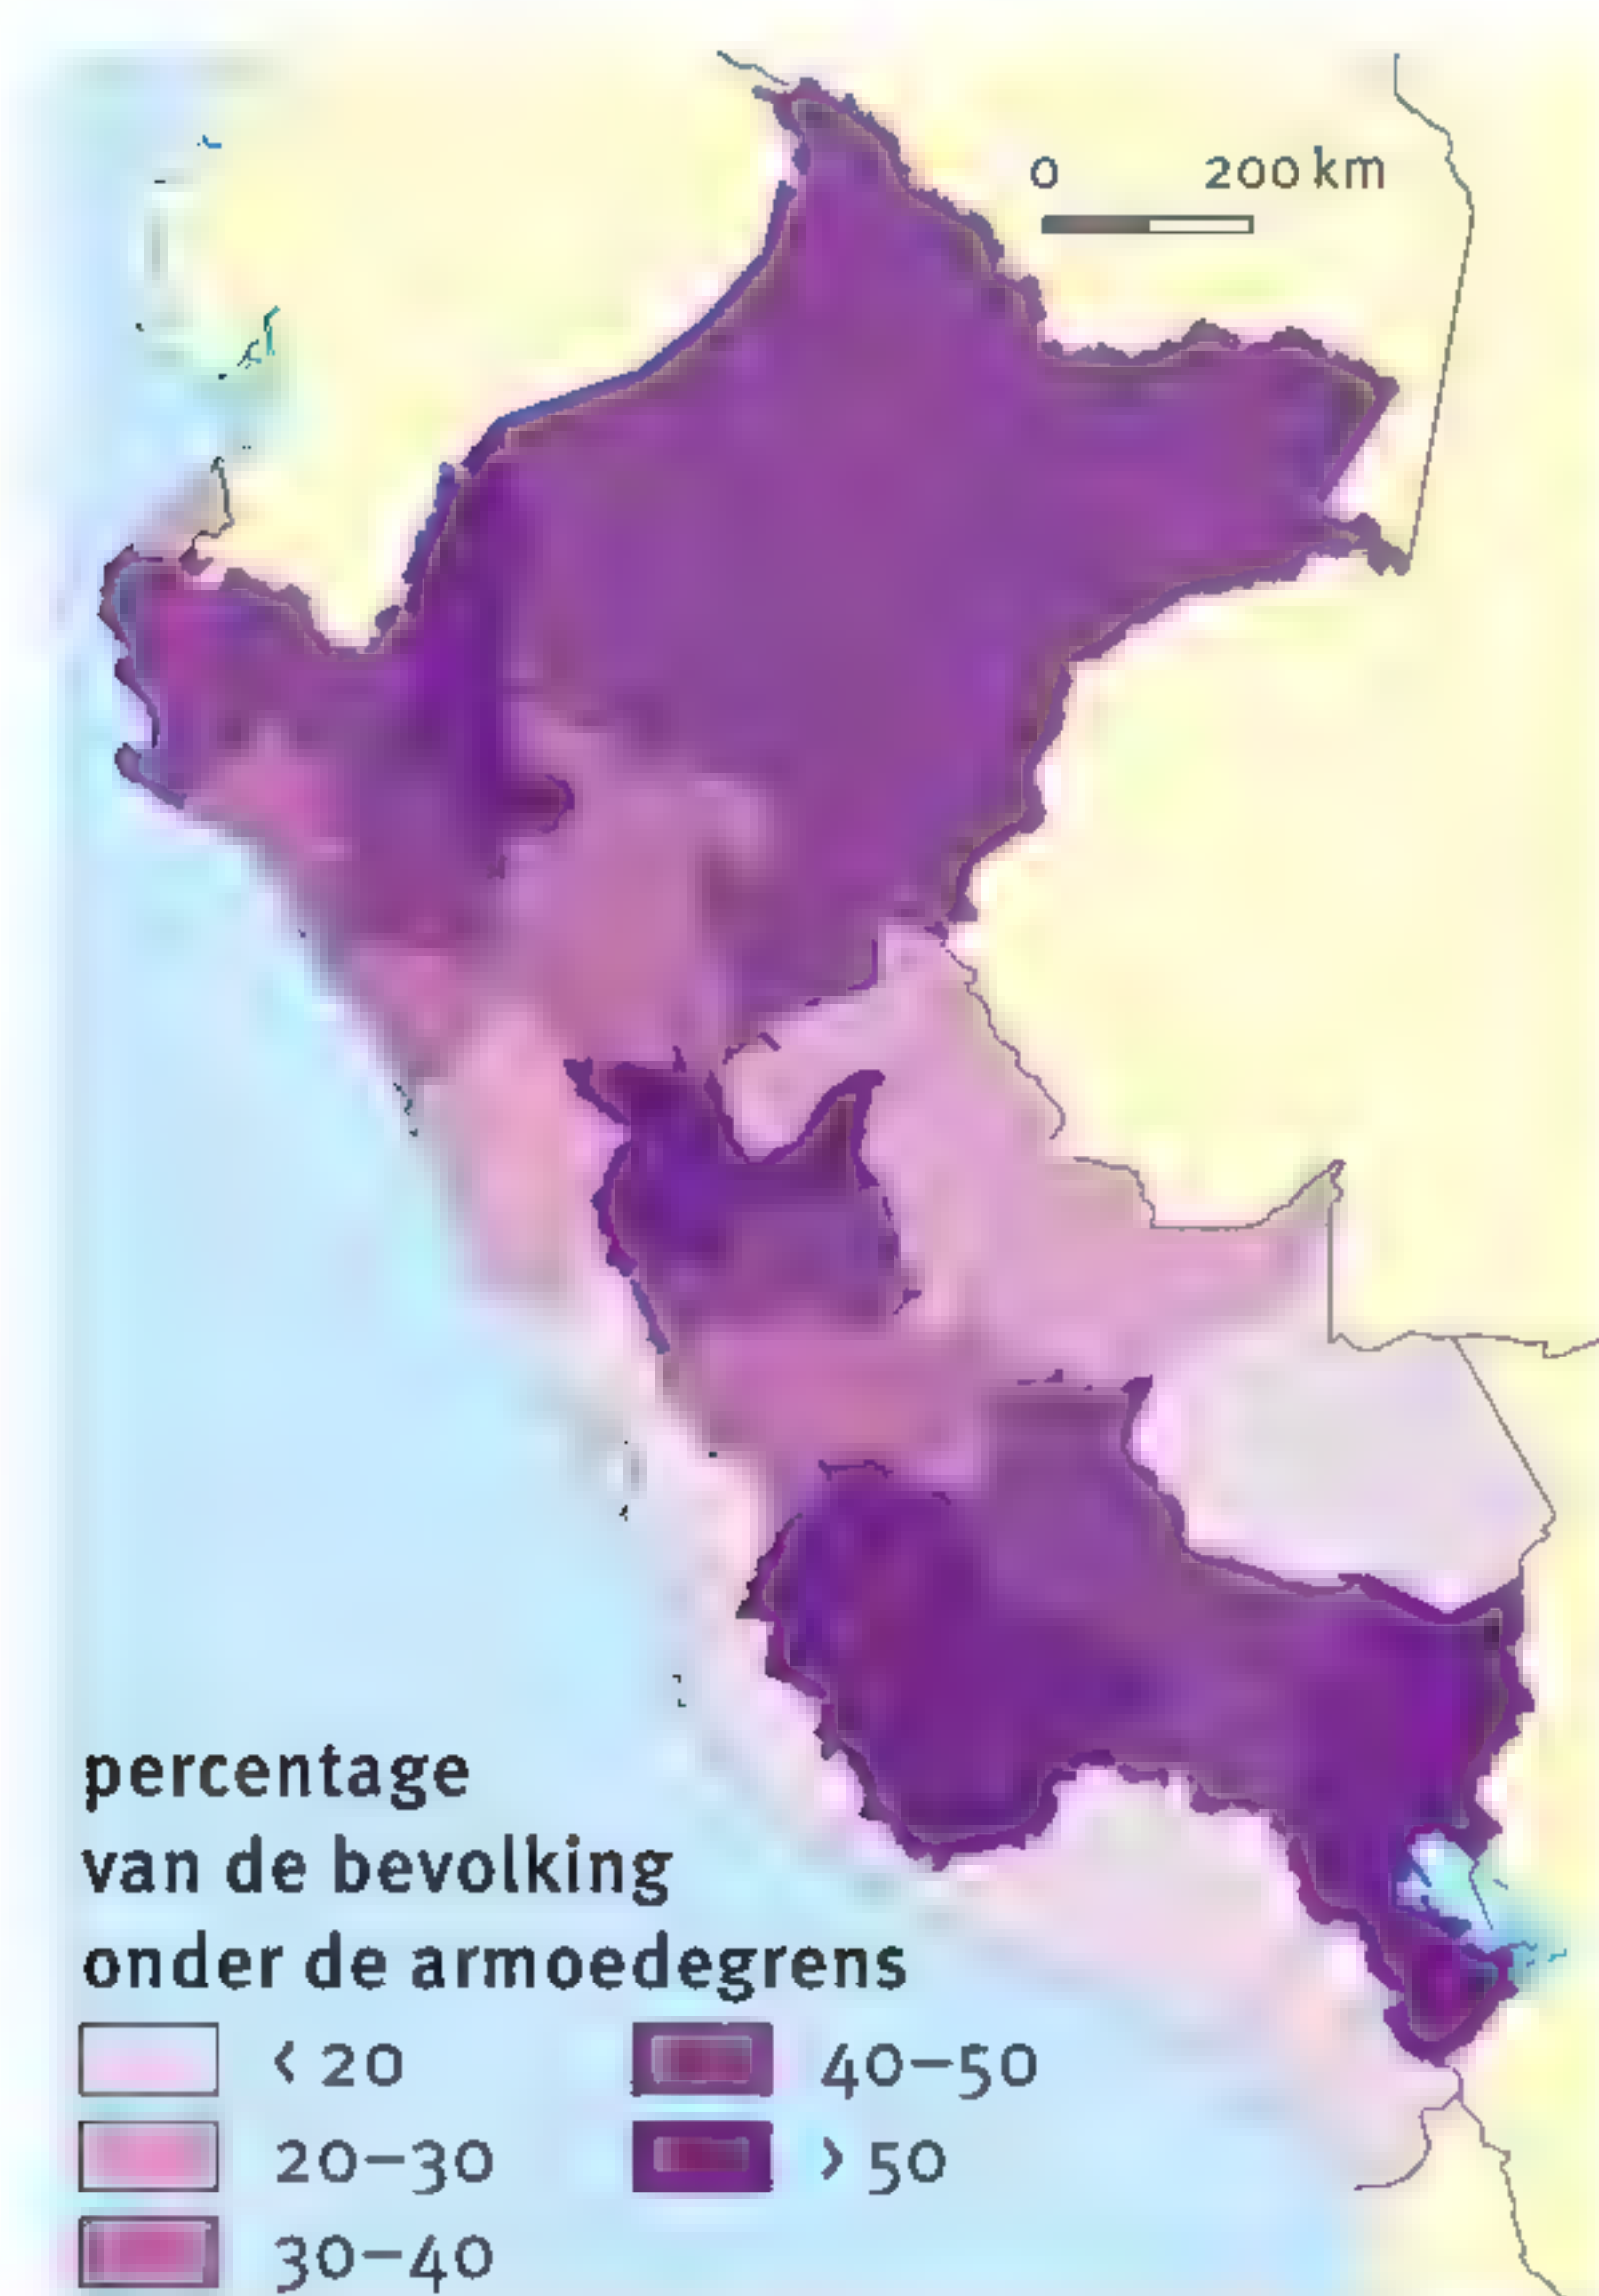 0 200 km
percentage
van de bevolking
onder de armoedegrens
< 20
20–30
30–40
40–50
> 50